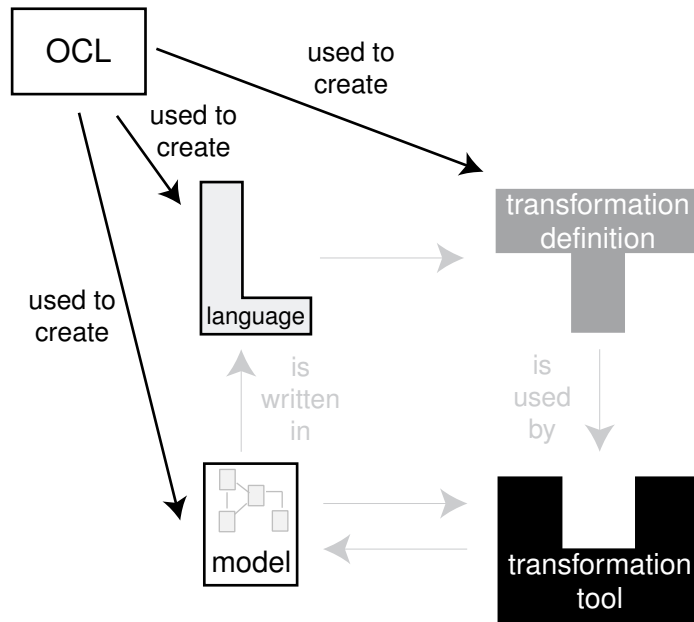 OCL
used to
create
used to
create
used to
create
transformation
definition
language
is
written
in
is
used
by
model
transformation
tool